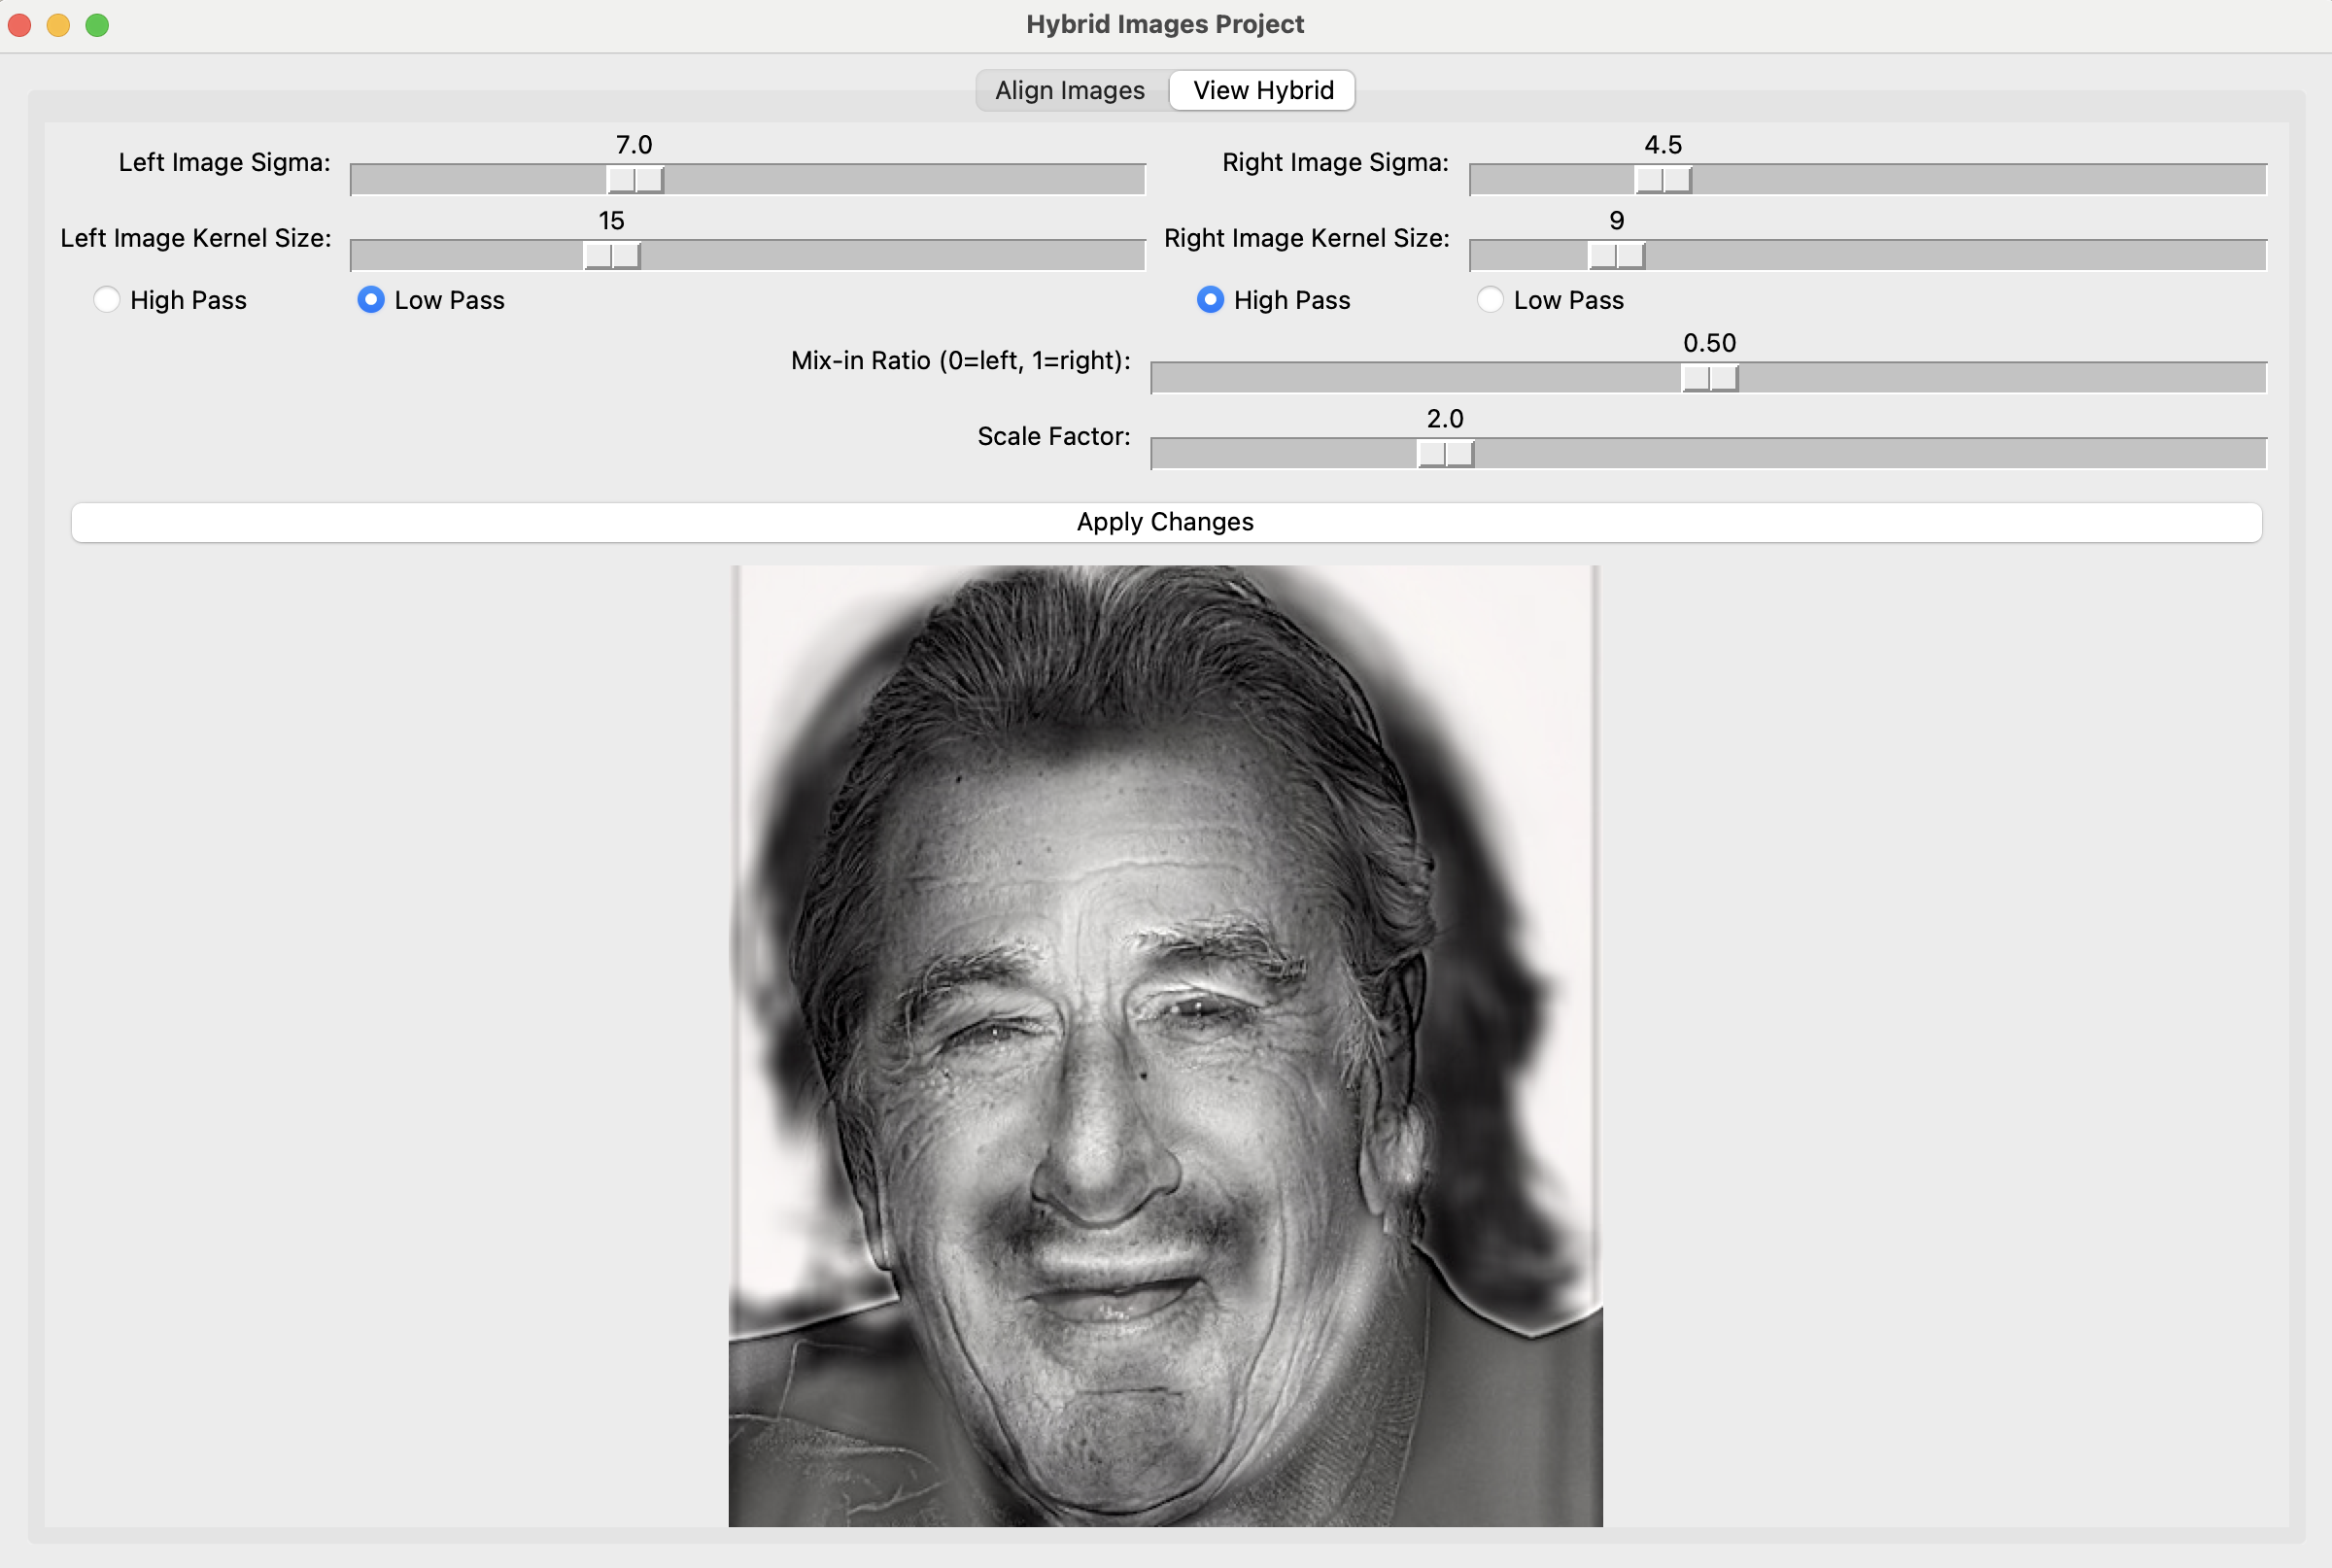 Hybrid Images Project
Align Images View Hybrid
7.0 4.5
Left Image Sigma: Right Image Sigma:
15 9
Left Image Kernel Size: Right Image Kernel Size:
High Pass Low Pass High Pass Low Pass
0.50
Mix-in Ratio (0=left, 1=right):
2.0
Scale Factor:
Apply Changes